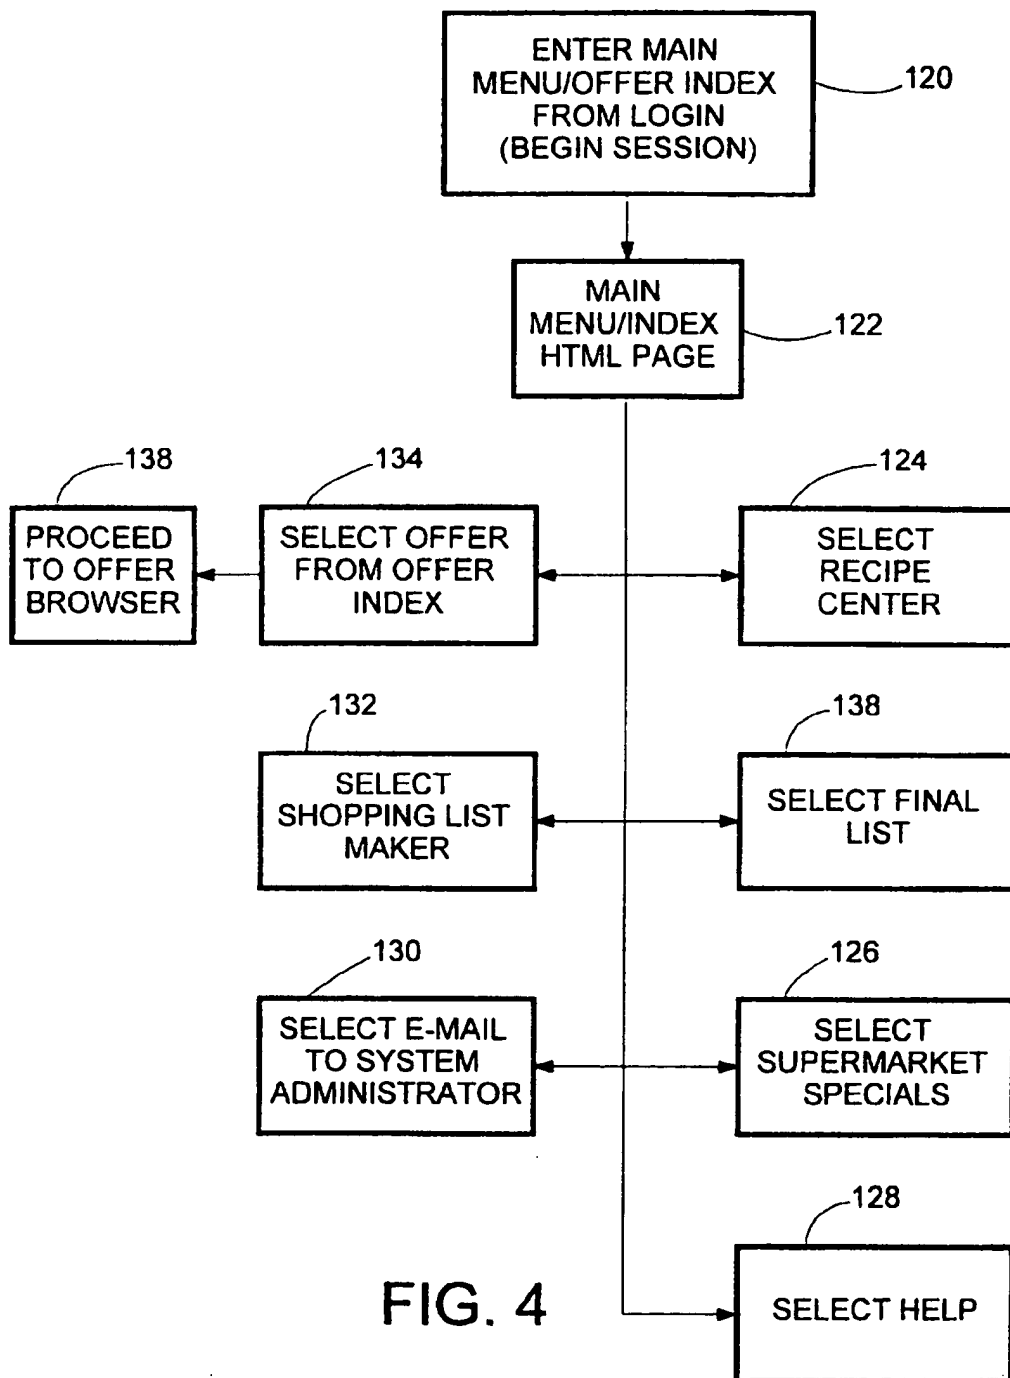 ENTER MAIN
MENU/OFFER INDEX
FROM LOGIN
(BEGIN SESSION)
120
MAIN
MENU/INDEX
HTML PAGE
122
138
PROCEED
TO OFFER
BROWSER
134
SELECT OFFER
FROM OFFER
INDEX
124
SELECT
RECIPE
CENTER
132
SELECT
SHOPPING LIST
MAKER
138
SELECT FINAL
LIST
130
SELECT E-MAIL
TO SYSTEM
ADMINISTRATOR
126
SELECT
SUPERMARKET
SPECIALS
128
SELECT HELP
FIG. 4